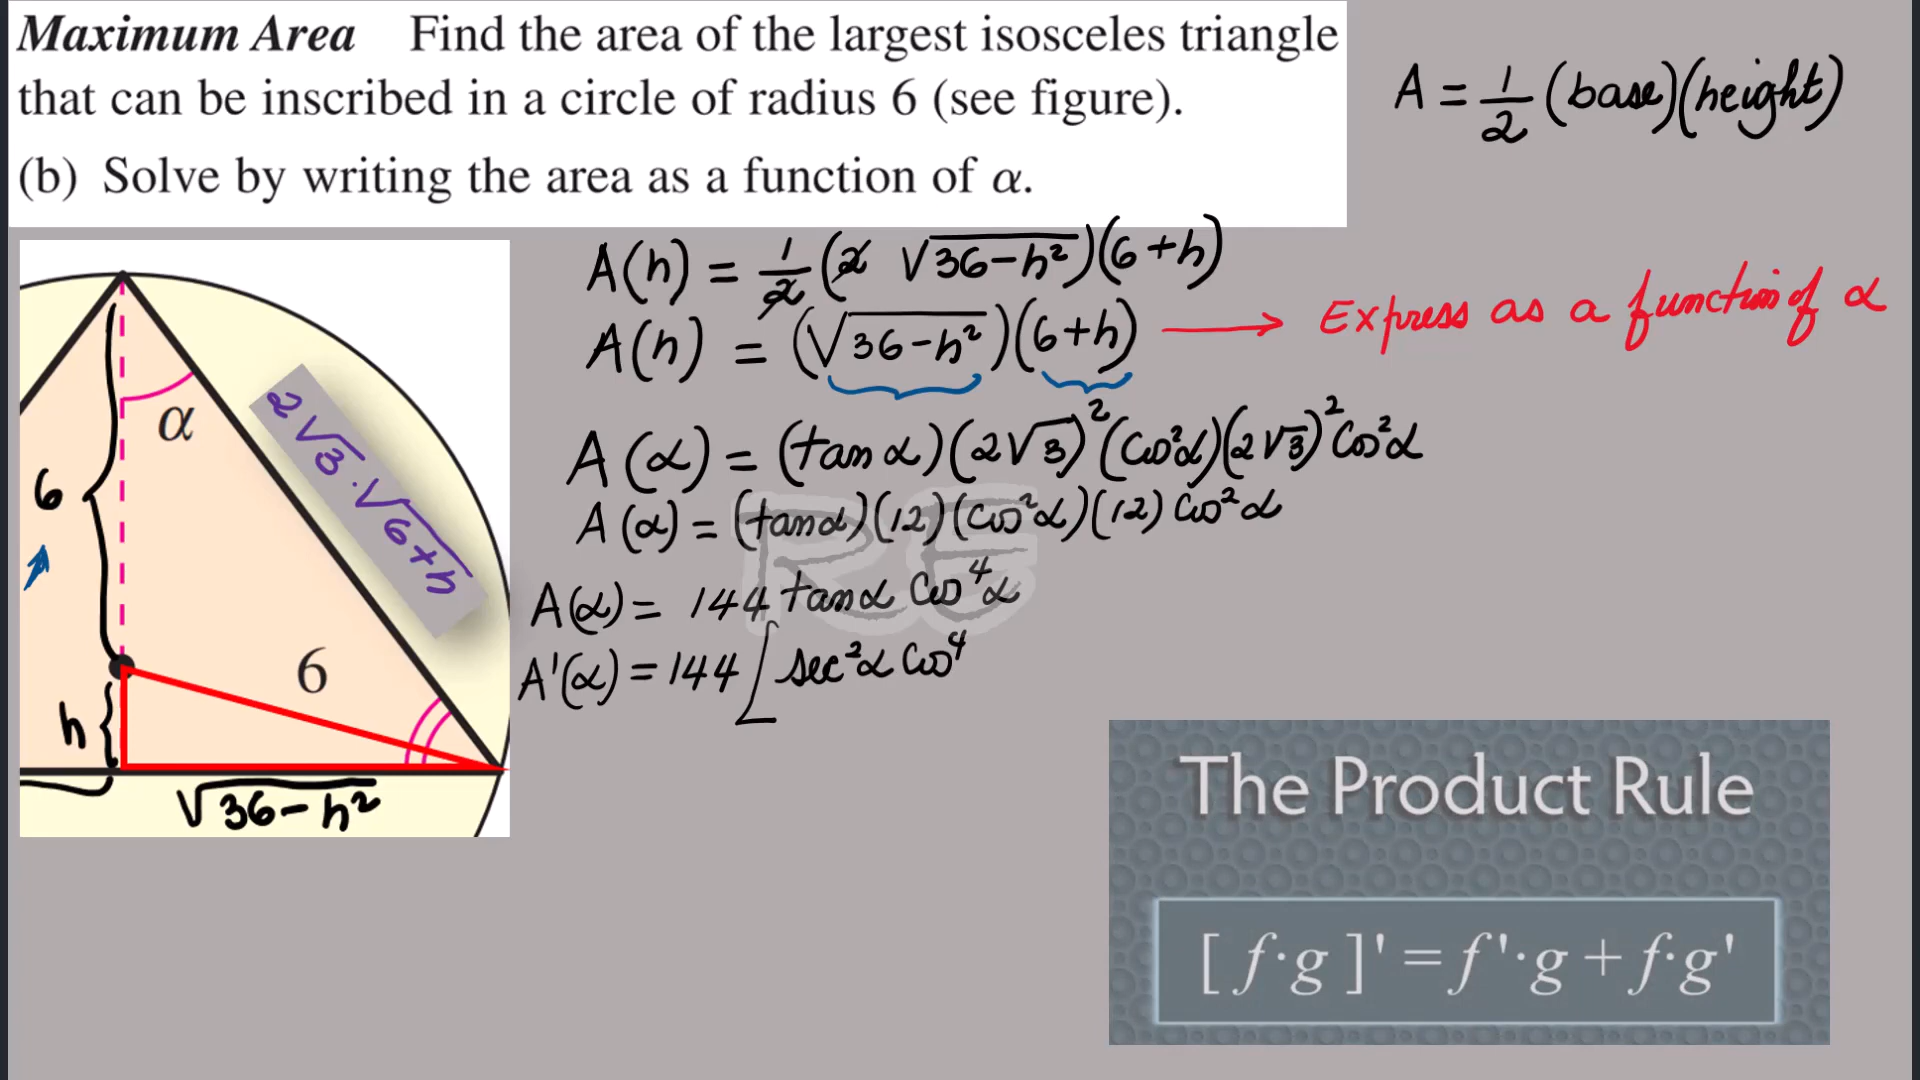 Maximum Area Find the area of the largest isosceles triangle
that can be inscribed in a circle of radius 6 (see figure).
(b) Solve by writing the area as a function of α.
A = 1/2 (base)(height)
A(h) = 1/2 (2 √36-h²)(6+h)
A(h) = (√36-h²)(6+h) → Express as a function of α
A(α) = (tan α)(2√3)² (cos²α)(2√3)² cos²α
A(α) = (tanα)(12)(cos²α)(12) cos²α
A(α) = 144 tanα cos⁴α
A'(α) = 144 [sec²α cos⁴
α
2√3 · √6+h
6
6
h
√36-h²
RG
The Product Rule
[f·g]' = f'·g + f·g'